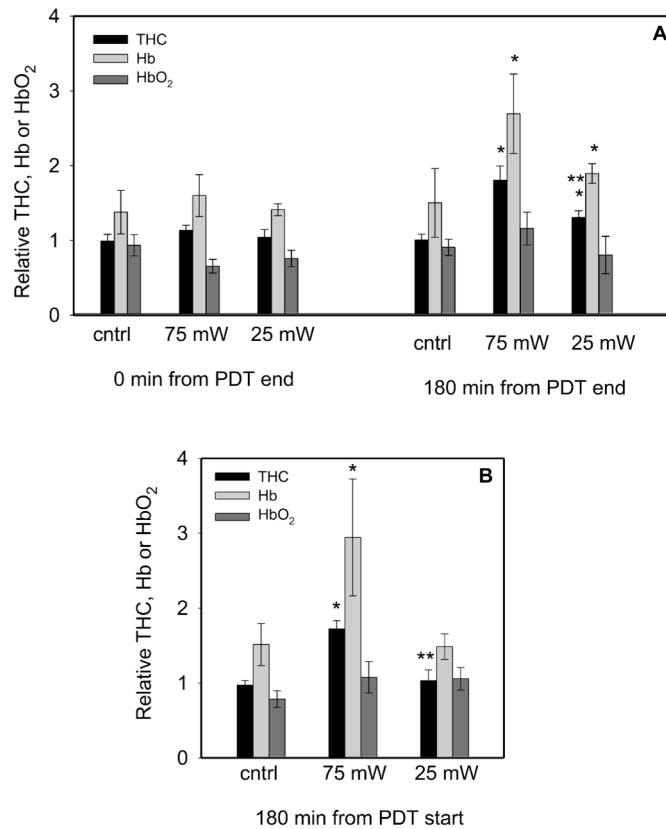 A
THC
Hb
HbO2
Relative THC, Hb or HbO2
4
3
2
1
0
* * ** * *
cntrl 75 mW 25 mW cntrl 75 mW 25 mW
0 min from PDT end 180 min from PDT end
B
THC
Hb
HbO2
Relative THC, Hb or HbO2
4
3
2
1
0
* * **
cntrl 75 mW 25 mW
180 min from PDT start